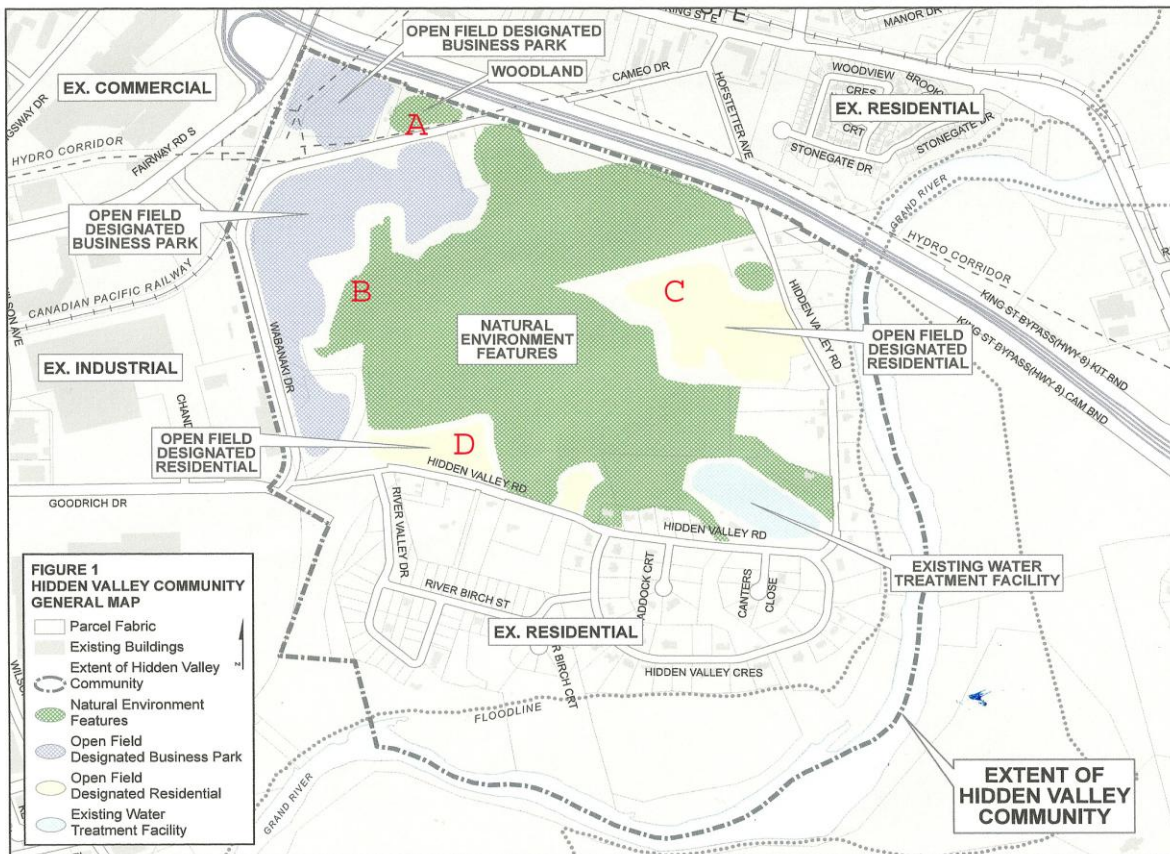 KING ST E
MANOR DR
OPEN FIELD DESIGNATED
BUSINESS PARK
WOODLAND
CAMEO DR
WOODVIEW
CRES
CRT
HOFSTETTER AVE
EX. COMMERCIAL
EX. RESIDENTIAL
STONEGATE DR
STONEGATE DR
A
HYDRO CORRIDOR
FAIRWAY RD S
GRAND RIVER
OPEN FIELD
DESIGNATED
BUSINESS PARK
HYDRO CORRIDOR
CANADIAN PACIFIC RAILWAY
B
C
KING ST BYPASS(HWY 8) KIT BND
KING ST BYPASS(HWY 8) CAM BND
HIDDEN VALLEY RD
NATURAL
ENVIRONMENT
FEATURES
OPEN FIELD
DESIGNATED
RESIDENTIAL
WABANAKI DR
EX. INDUSTRIAL
CHAND
OPEN FIELD
DESIGNATED
RESIDENTIAL
D
HIDDEN VALLEY RD
GOODRICH DR
RIVER VALLEY DR
HIDDEN VALLEY RD
EXISTING WATER
TREATMENT FACILITY
RIVER BIRCH ST
ADDOCK CRT
CANTERS
CLOSE
EX. RESIDENTIAL
R BIRCH CRT
HIDDEN VALLEY CRES
FLOODLINE
GRAND RIVER
EXTENT OF
HIDDEN VALLEY
COMMUNITY
FIGURE 1
HIDDEN VALLEY COMMUNITY
GENERAL MAP
Parcel Fabric
Existing Buildings
Extent of Hidden Valley
Community
Natural Environment
Features
Open Field
Designated Business Park
Open Field
Designated Residential
Existing Water
Treatment Facility